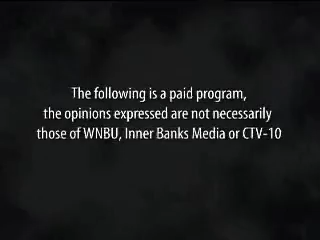 The following is a paid program,
the opinions expressed are not necessarily
those of WNBU, Inner Banks Media or CTV-10